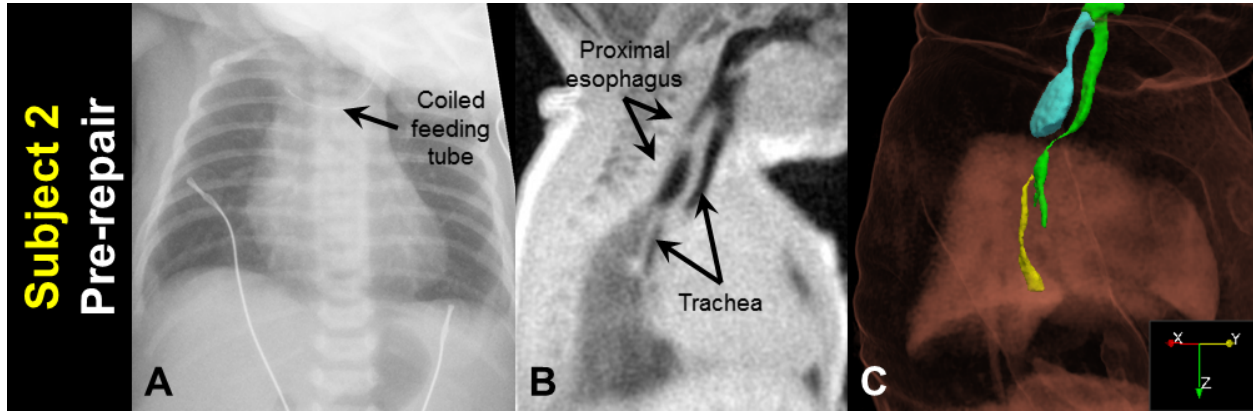 Subject 2
Pre-repair
Coiled
feeding
tube
A
Proximal
esophagus
Trachea
B
C
X
Y
Z